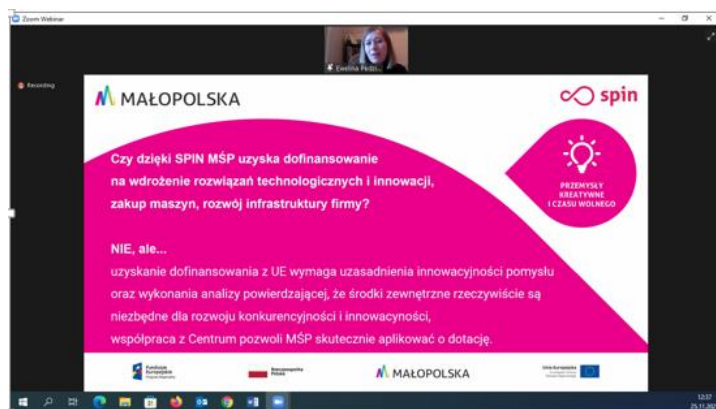 Zoom Webinar
Ewelina
Recording
MAŁOPOLSKA
spin
Czy dzięki SPIN MŚP uzyska dofinansowanie
na wdrożenie rozwiązań technologicznych i innowacji,
zakup maszyn, rozwój infrastruktury firmy?
PRZEMYSŁY
KREATYWNE
I CZASU WOLNEGO
NIE, ale...
uzyskanie dofinansowania z UE wymaga uzasadnienia innowacyjności pomysłu
oraz wykonania analizy powierdzającej, że środki zewnętrzne rzeczywiście są
niezbędne dla rozwoju konkurencyjności i innowacyności,
współpraca z Centrum pozwoli MŚP skutecznie aplikować o dotację.
Fundusze
Europejskie
Rzeczpospolita
Polska
MAŁOPOLSKA
Unia Europejska
12:37